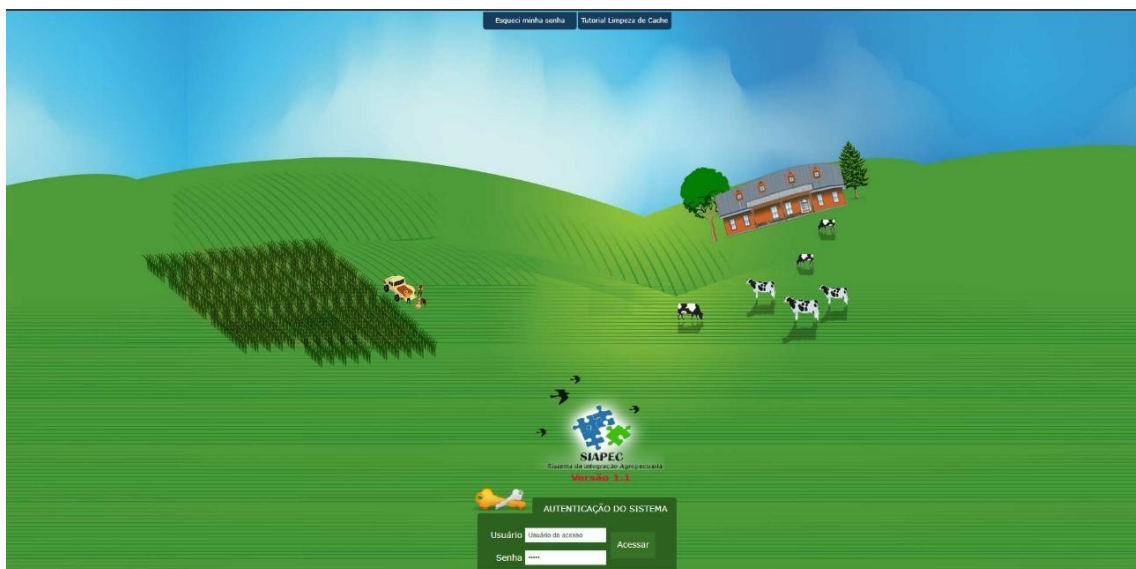 Esqueci minha senha
Tutorial Limpeza de Cache
SIAPEC
Sistema de Integração Agropecuária
Versão 1.1
AUTENTICAÇÃO DO SISTEMA
Usuário
Usuário de acesso
Acessar
Senha
•••••